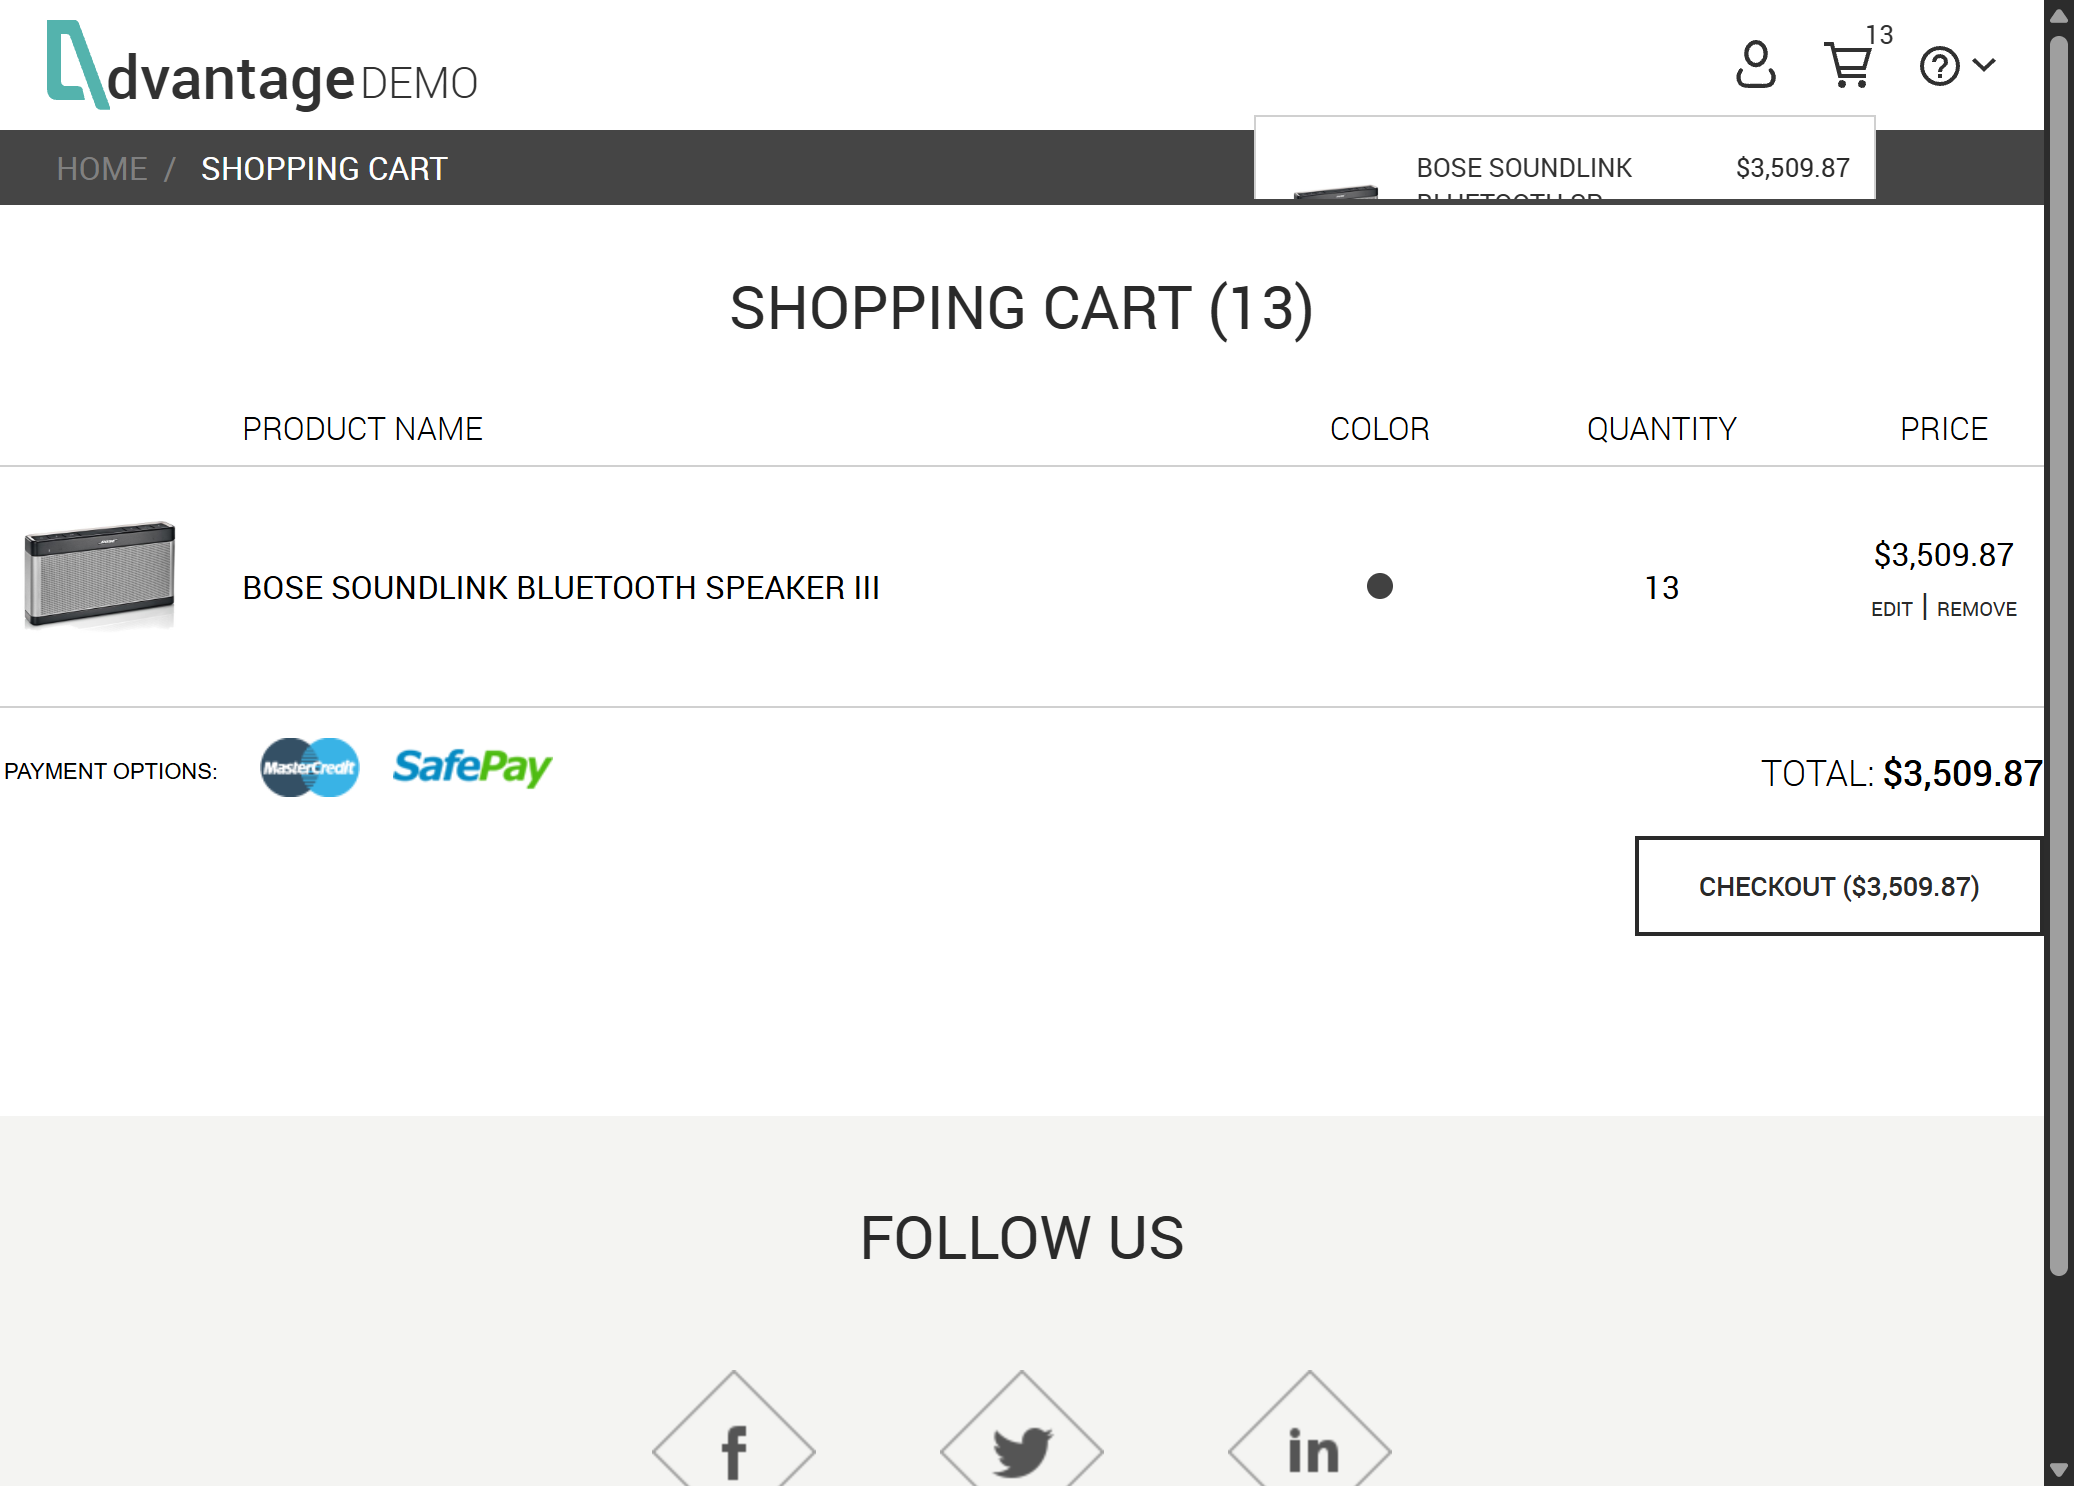 dvantage DEMO
13
HOME / SHOPPING CART
BOSE SOUNDLINK $3,509.87
SHOPPING CART (13)
PRODUCT NAME COLOR QUANTITY PRICE
BOSE SOUNDLINK BLUETOOTH SPEAKER III 13 $3,509.87
EDIT | REMOVE
PAYMENT OPTIONS: MasterCredit SafePay TOTAL: $3,509.87
CHECKOUT ($3,509.87)
FOLLOW US
f in